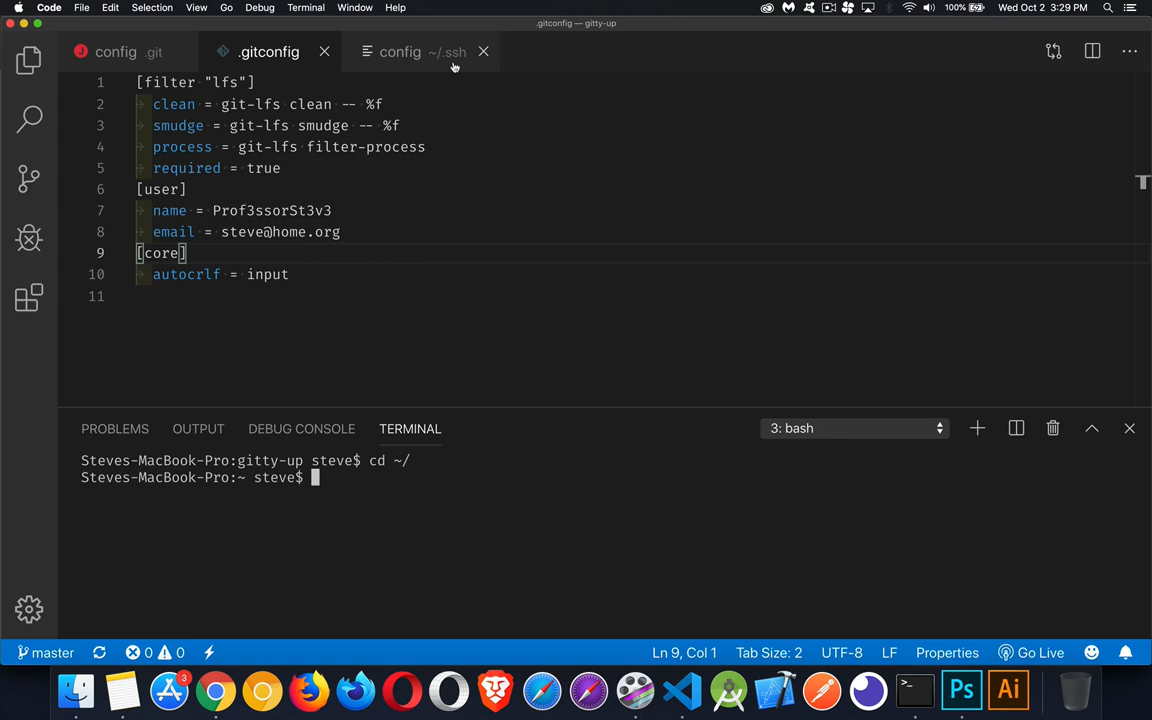 Code File Edit Selection View Go Debug Terminal Window Help 100% Wed Oct 2 3:29 PM
.gitconfig — gitty-up
config .git .gitconfig config ~/.ssh
1 [filter "lfs"]
2 clean = git-lfs clean -- %f
3 smudge = git-lfs smudge -- %f
4 process = git-lfs filter-process
5 required = true
6 [user]
7 name = Prof3ssorSt3v3
8 email = steve@home.org
9 [core]
10 autocrlf = input
11
PROBLEMS OUTPUT DEBUG CONSOLE TERMINAL 3: bash
Steves-MacBook-Pro:gitty-up steve$ cd ~/
Steves-MacBook-Pro:~ steve$
master 0 0 Ln 9, Col 1 Tab Size: 2 UTF-8 LF Properties Go Live
3
>_ Ps Ai